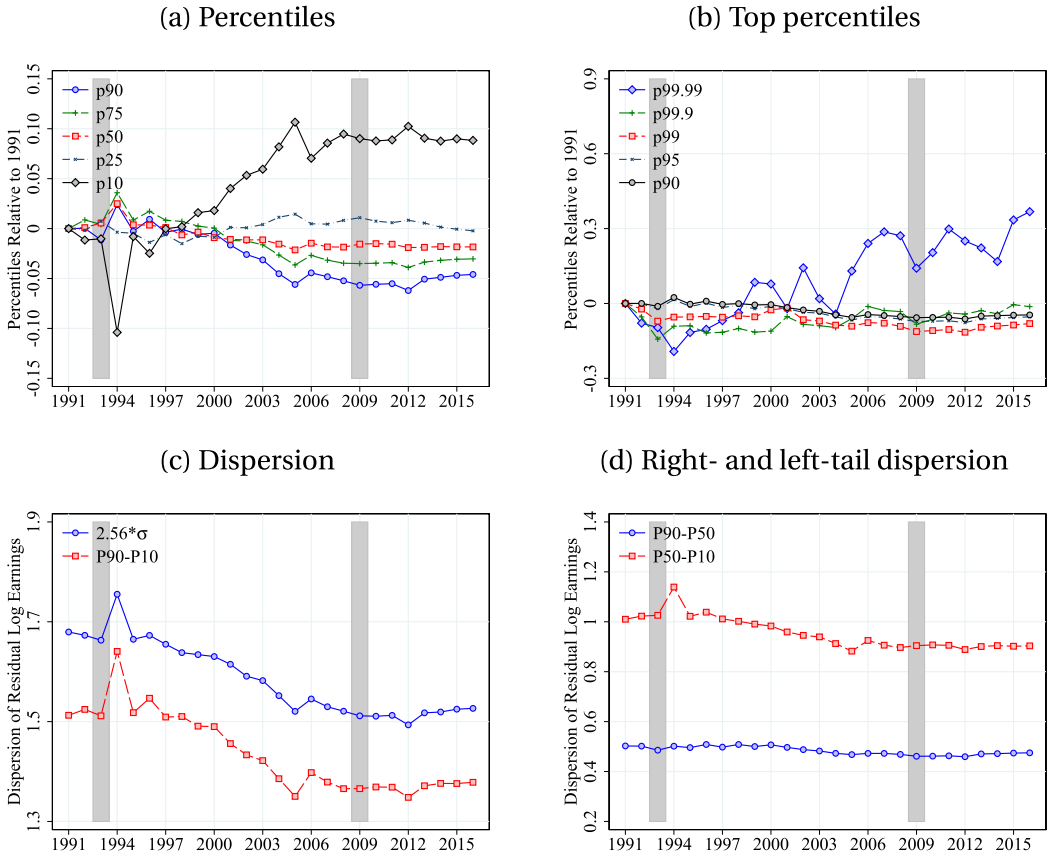 (a) Percentiles
Percentiles Relative to 1991
0.15
0.10
0.05
0
-0.05
-0.10
-0.15
p90
p75
p50
p25
p10
1991 1994 1997 2000 2003 2006 2009 2012 2015
(b) Top percentiles
Percentiles Relative to 1991
0.9
0.6
0.3
0
-0.3
p99.99
p99.9
p99
p95
p90
1991 1994 1997 2000 2003 2006 2009 2012 2015
(c) Dispersion
Dispersion of Residual Log Earnings
1.9
1.7
1.5
1.3
2.56*σ
P90-P10
1991 1994 1997 2000 2003 2006 2009 2012 2015
(d) Right- and left-tail dispersion
Dispersion of Residual Log Earnings
1.4
1.2
1
0.8
0.6
0.4
0.2
P90-P50
P50-P10
1991 1994 1997 2000 2003 2006 2009 2012 2015